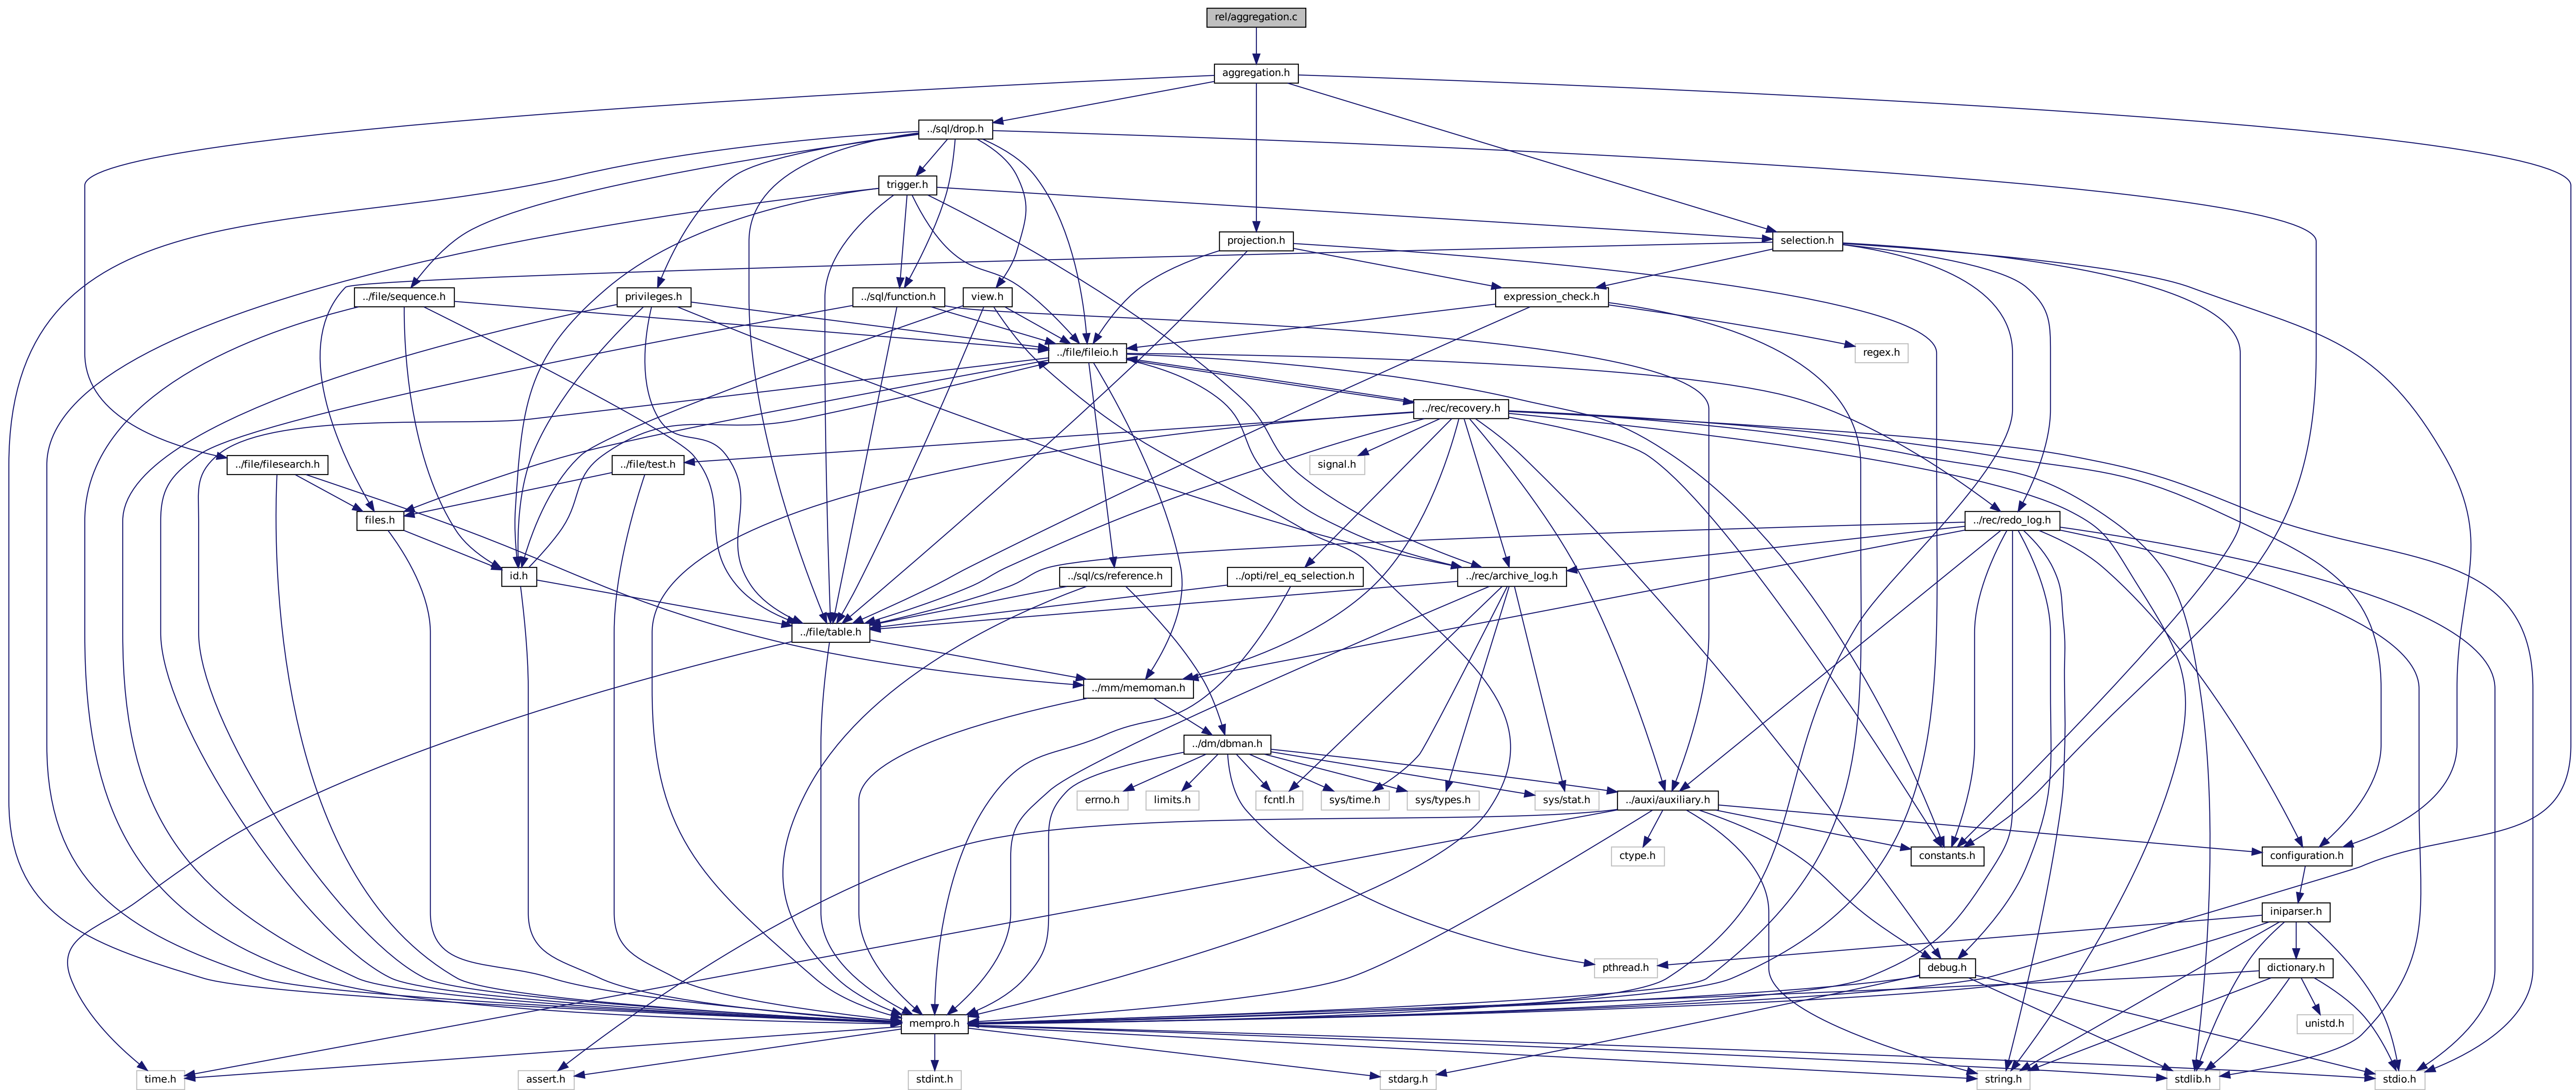 rel/aggregation.c
aggregation.h
../sql/drop.h
trigger.h
projection.h
selection.h
../file/sequence.h
privileges.h
../sql/function.h
view.h
expression_check.h
../file/fileio.h
regex.h
../rec/recovery.h
../file/filesearch.h
../file/test.h
signal.h
files.h
../rec/redo_log.h
id.h
../sql/cs/reference.h
../opti/rel_eq_selection.h
../rec/archive_log.h
../file/table.h
../mm/memoman.h
../dm/dbman.h
errno.h
limits.h
fcntl.h
sys/time.h
sys/types.h
sys/stat.h
../auxi/auxiliary.h
ctype.h
constants.h
configuration.h
iniparser.h
pthread.h
debug.h
dictionary.h
mempro.h
unistd.h
time.h
assert.h
stdint.h
stdarg.h
string.h
stdlib.h
stdio.h